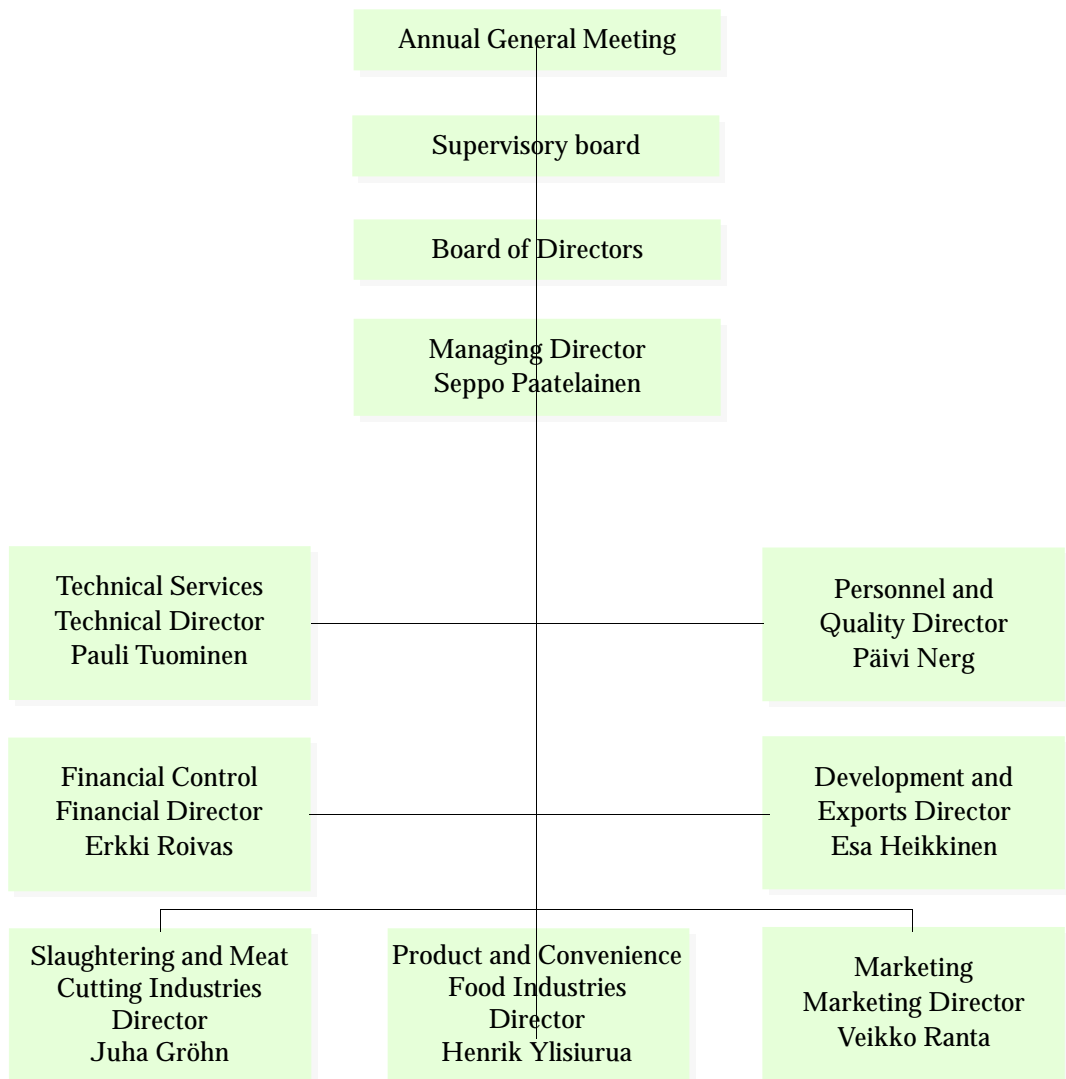 Annual General Meeting
Supervisory board
Board of Directors
Managing Director
Seppo Paatelainen
Technical Services
Technical Director
Pauli Tuominen
Personnel and
Quality Director
Päivi Nerg
Financial Control
Financial Director
Erkki Roivas
Development and
Exports Director
Esa Heikkinen
Slaughtering and Meat
Cutting Industries
Director
Juha Gröhn
Product and Convenience
Food Industries
Director
Henrik Ylisiurua
Marketing
Marketing Director
Veikko Ranta